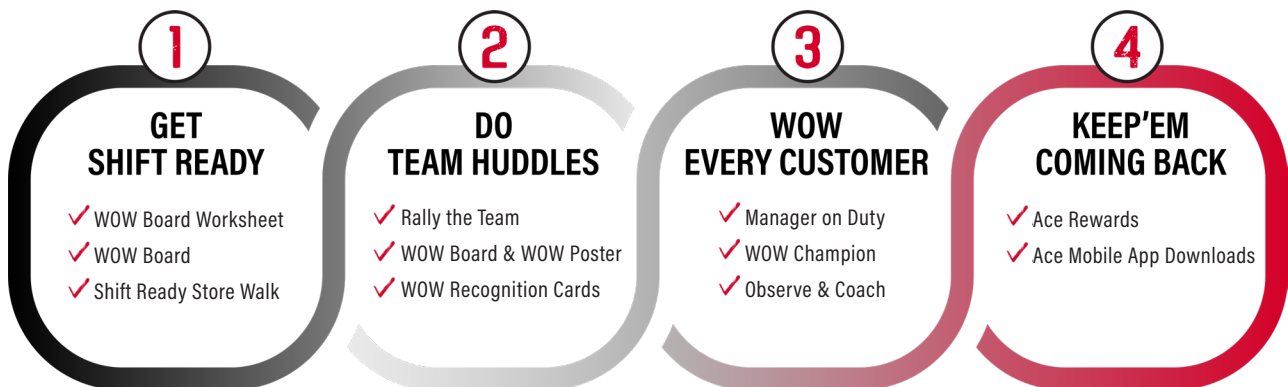 1
GET
SHIFT READY
WOW Board Worksheet
WOW Board
Shift Ready Store Walk
2
DO
TEAM HUDDLES
Rally the Team
WOW Board & WOW Poster
WOW Recognition Cards
3
WOW
EVERY CUSTOMER
Manager on Duty
WOW Champion
Observe & Coach
4
KEEP'EM
COMING BACK
Ace Rewards
Ace Mobile App Downloads